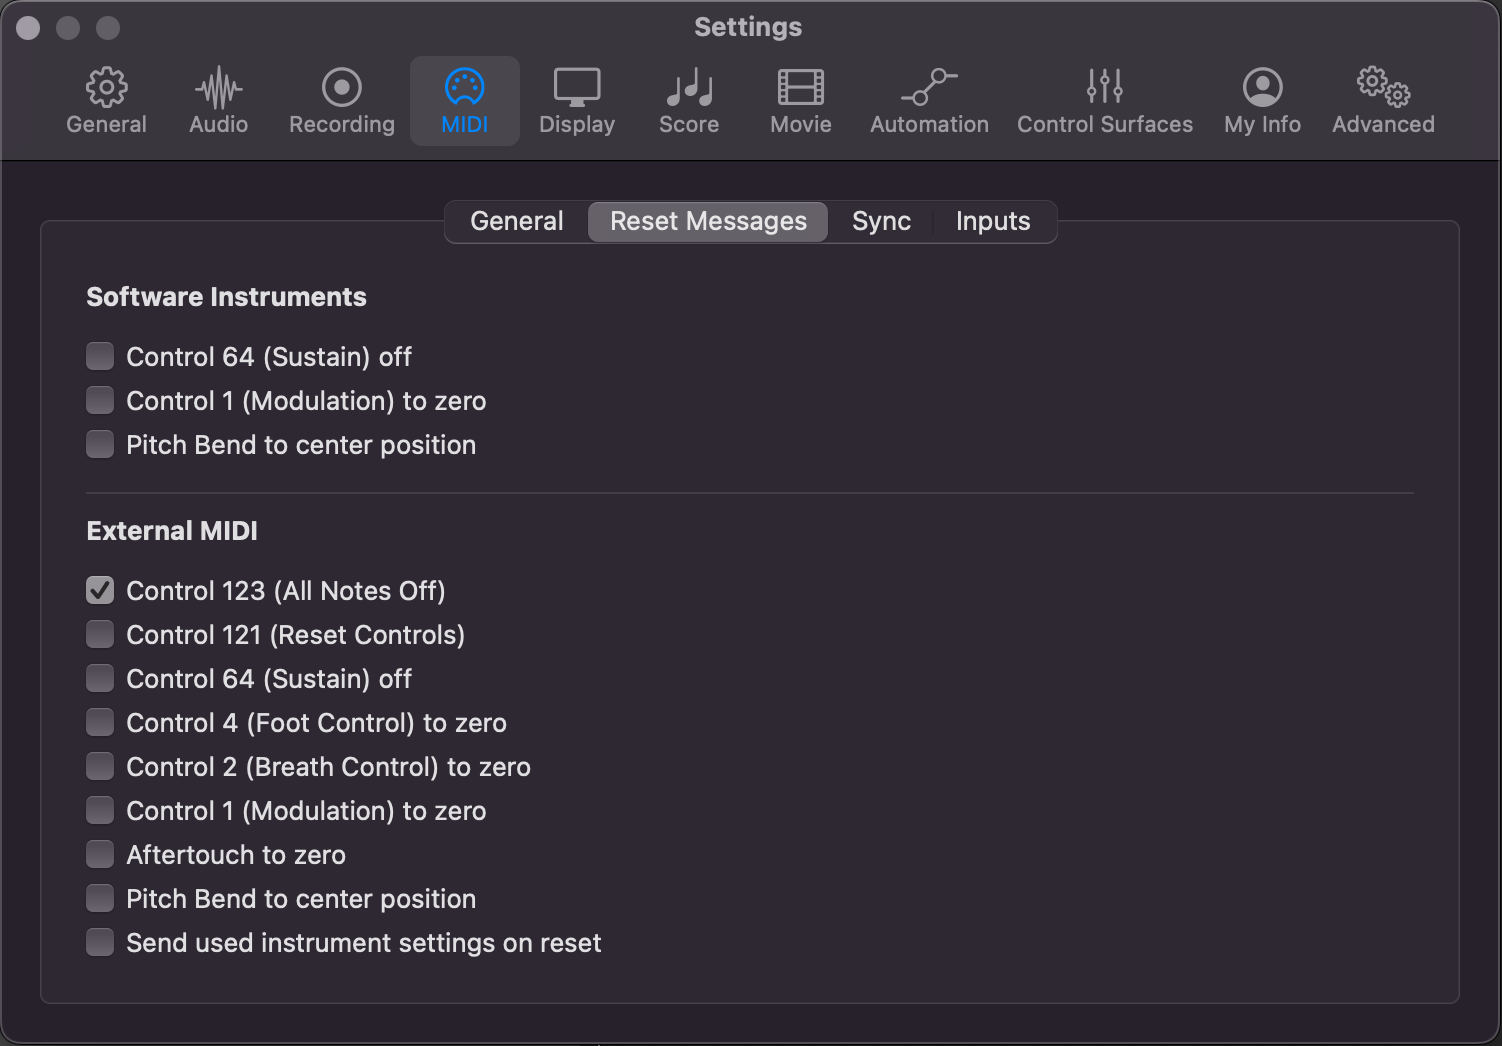 Settings
General Audio Recording MIDI Display Score Movie Automation Control Surfaces My Info Advanced
General Reset Messages Sync Inputs
Software Instruments
Control 64 (Sustain) off
Control 1 (Modulation) to zero
Pitch Bend to center position
External MIDI
Control 123 (All Notes Off)
Control 121 (Reset Controls)
Control 64 (Sustain) off
Control 4 (Foot Control) to zero
Control 2 (Breath Control) to zero
Control 1 (Modulation) to zero
Aftertouch to zero
Pitch Bend to center position
Send used instrument settings on reset